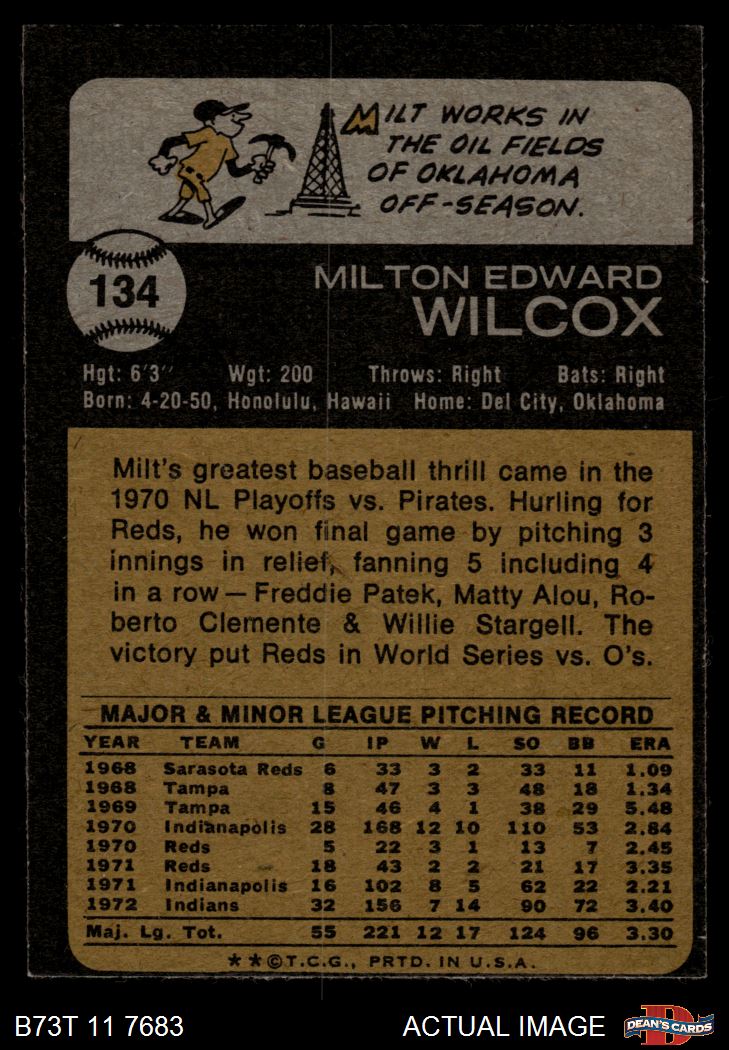 MILT WORKS IN
THE OIL FIELDS
OF OKLAHOMA
OFF-SEASON.
134
MILTON EDWARD
WILCOX
Hgt: 6'3" Wgt: 200 Throws: Right Bats: Right
Born: 4-20-50, Honolulu, Hawaii Home: Del City, Oklahoma
Milt's greatest baseball thrill came in the
1970 NL Playoffs vs. Pirates. Hurling for
Reds, he won final game by pitching 3
innings in relief, fanning 5 including 4
in a row — Freddie Patek, Matty Alou, Ro-
berto Clemente & Willie Stargell. The
victory put Reds in World Series vs. O's.
MAJOR & MINOR LEAGUE PITCHING RECORD
YEAR TEAM G IP W L SO BB ERA
1968 Sarasota Reds 6 33 3 2 33 11 1.09
1968 Tampa 8 47 3 3 48 18 1.34
1969 Tampa 15 46 4 1 38 29 5.48
1970 Indianapolis 28 168 12 10 110 53 2.84
1970 Reds 5 22 3 1 13 7 2.45
1971 Reds 18 43 2 2 21 17 3.35
1971 Indianapolis 16 102 8 5 62 22 2.21
1972 Indians 32 156 7 14 90 72 3.40
Maj. Lg. Tot. 55 221 12 17 124 96 3.30
**©T.C.G., PRTD. IN U.S.A.
B73T 11 7683 ACTUAL IMAGE DEAN'S CARDS